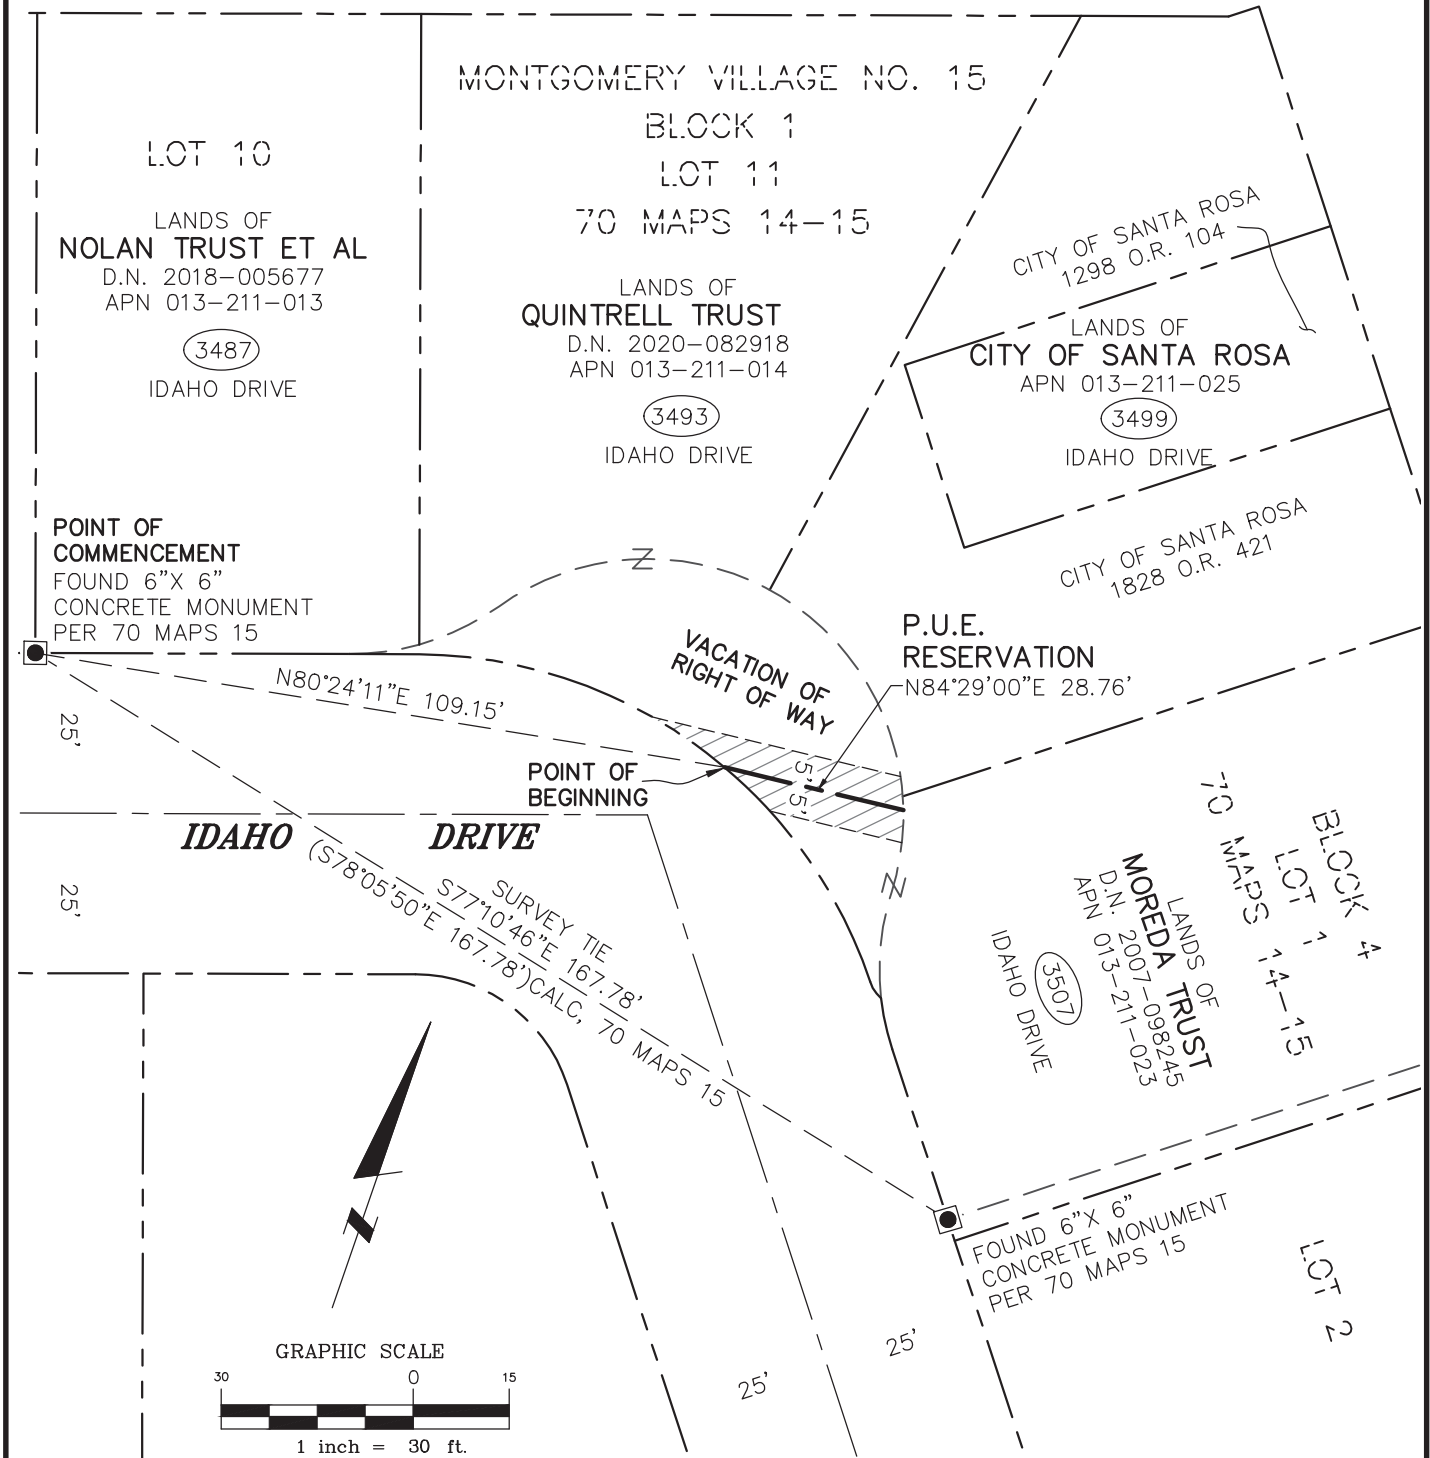 MONTGOMERY VILLAGE NO. 15
BLOCK 1
LOT 11
70 MAPS 14-15
LOT 10
LANDS OF
NOLAN TRUST ET AL
D.N. 2018-005677
APN 013-211-013
3487
IDAHO DRIVE
LANDS OF
QUINTRELL TRUST
D.N. 2020-082918
APN 013-211-014
3493
IDAHO DRIVE
CITY OF SANTA ROSA
1298 O.R. 104
LANDS OF
CITY OF SANTA ROSA
APN 013-211-025
3499
IDAHO DRIVE
CITY OF SANTA ROSA
1828 O.R. 421
POINT OF
COMMENCEMENT
FOUND 6"X 6"
CONCRETE MONUMENT
PER 70 MAPS 15
N80°24'11"E 109.15'
VACATION OF
RIGHT OF WAY
P.U.E.
RESERVATION
N84°29'00"E 28.76'
5'
5'
POINT OF
BEGINNING
25'
25'
IDAHO DRIVE
SURVEY TIE
S77°10'46"E 167.78'
(S78°05'50"E 167.78')CALC, 70 MAPS 15
BLOCK 4
LOT 1
70 MAPS 14-15
LANDS OF
MOREDA TRUST
D.N. 2007-098245
APN 013-211-023
3507
IDAHO DRIVE
FOUND 6"X 6"
CONCRETE MONUMENT
PER 70 MAPS 15
LOT 2
25'
25'
GRAPHIC SCALE
30 0 15
1 inch = 30 ft.